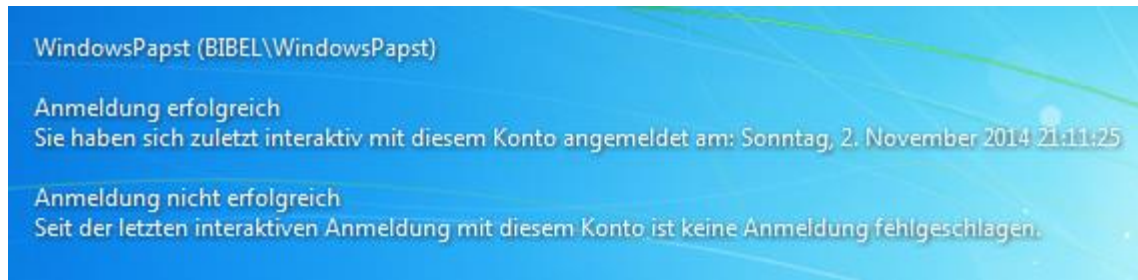 WindowsPapst (BIBEL\WindowsPapst)
Anmeldung erfolgreich
Sie haben sich zuletzt interaktiv mit diesem Konto angemeldet am: Sonntag, 2. November 2014 21:11:25
Anmeldung nicht erfolgreich
Seit der letzten interaktiven Anmeldung mit diesem Konto ist keine Anmeldung fehlgeschlagen.